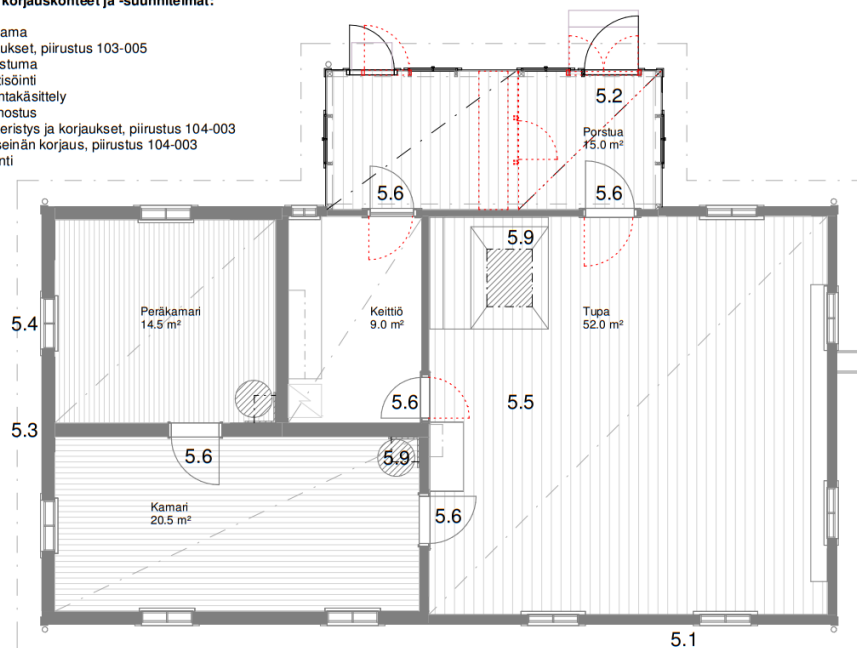 korjauskohteet ja -suunnitelmat:
ama
ukset, piirustus 103-005
stuma
tisöinti
ntakäsittely
nostus
eristys ja korjaukset, piirustus 104-003
seinän korjaus, piirustus 104-003
nti
5.2
Porstua
15.0 m²
5.6
5.6
5.9
Peräkamari
14.5 m²
Keittiö
9.0 m²
Tupa
52.0 m²
5.4
5.6
5.5
5.3
5.6
5.9
Kamari
20.5 m²
5.6
5.1